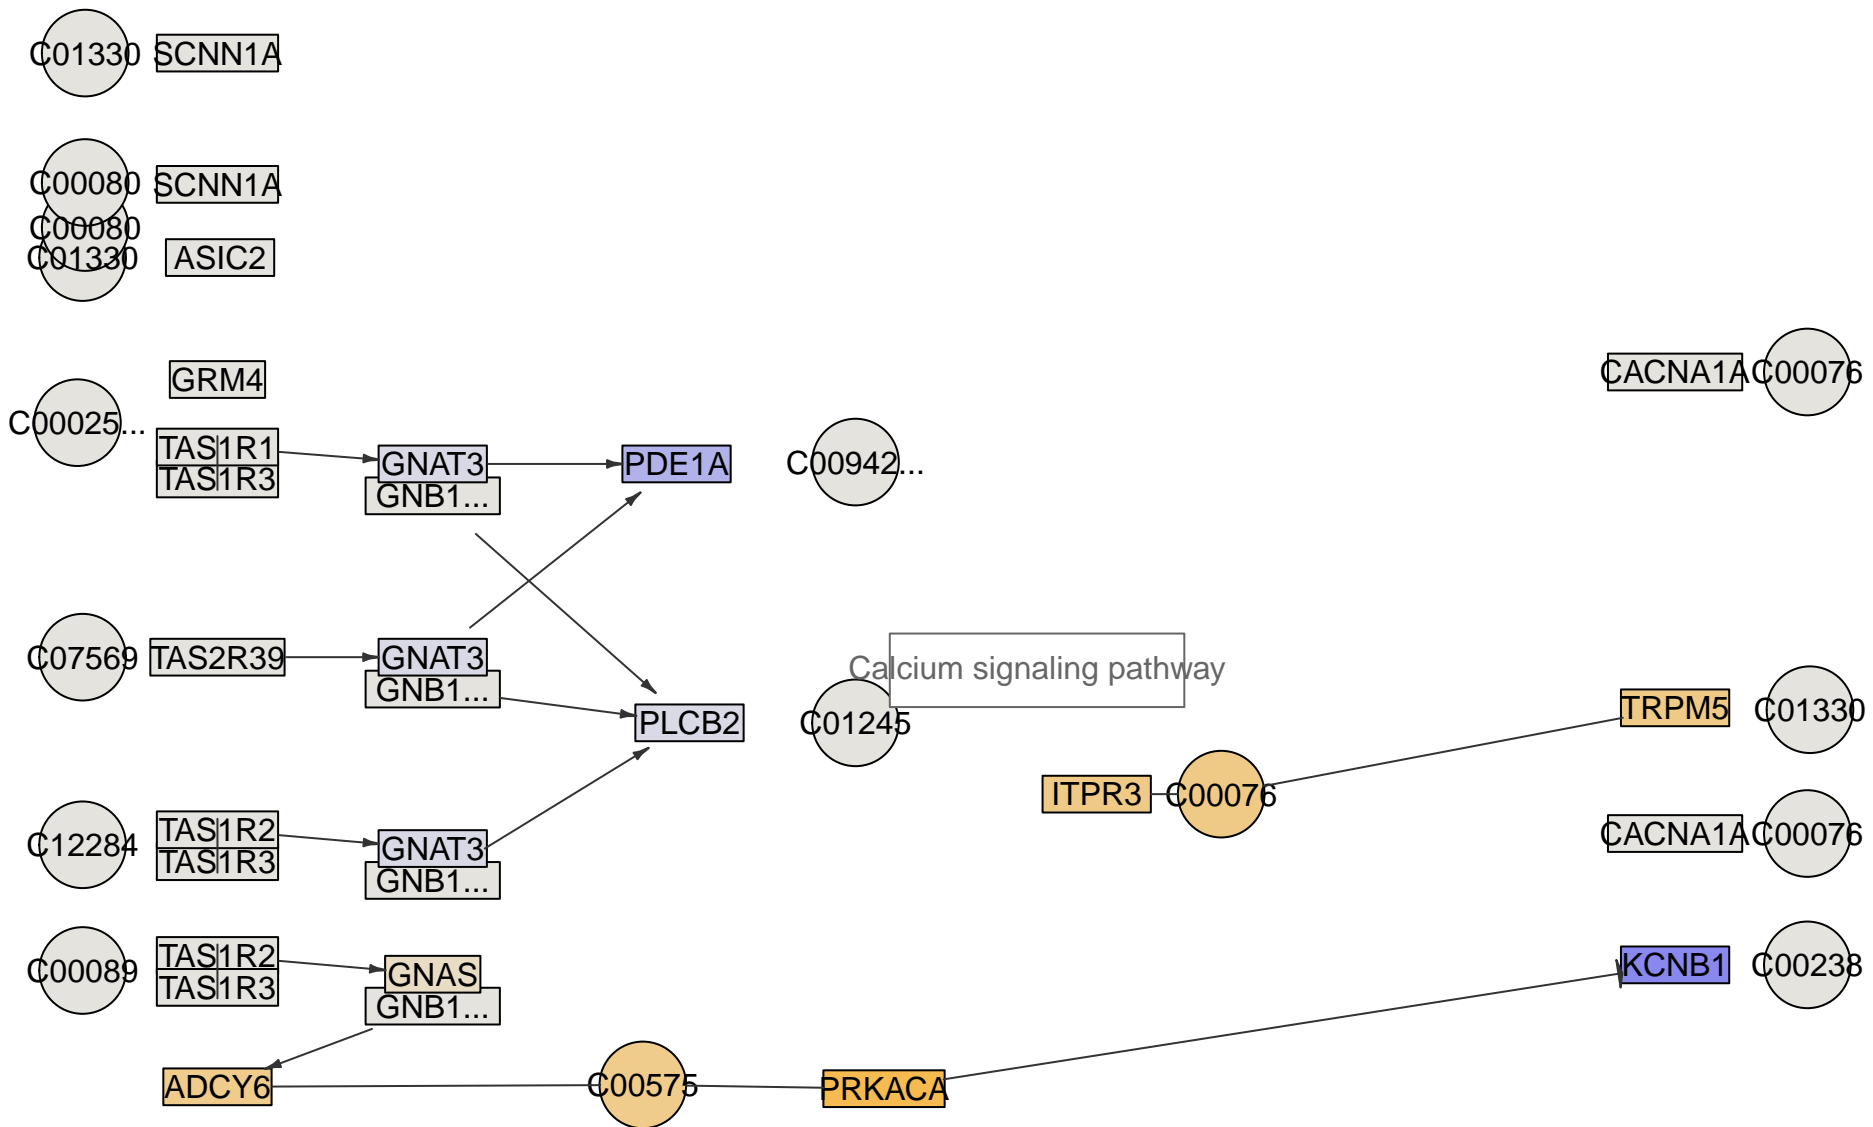 C01330 SCNN1A
C00080 SCNN1A
C00080
C01330 ASIC2
GRM4
CACNA1A C00076
C00025...
TAS1R1
GNAT3 PDE1A C00942...
TAS1R3
GNB1...
C07569 TAS2R39 GNAT3
Calcium signaling pathway
GNB1...
TRPM5 C01330
PLCB2 C01245
ITPR3 C00076
TAS1R2
CACNA1A C00076
C12284
GNAT3
TAS1R3
GNB1...
TAS1R2
KCNB1 C00238
C00089
GNAS
TAS1R3
GNB1...
ADCY6 C00575 PRKACA